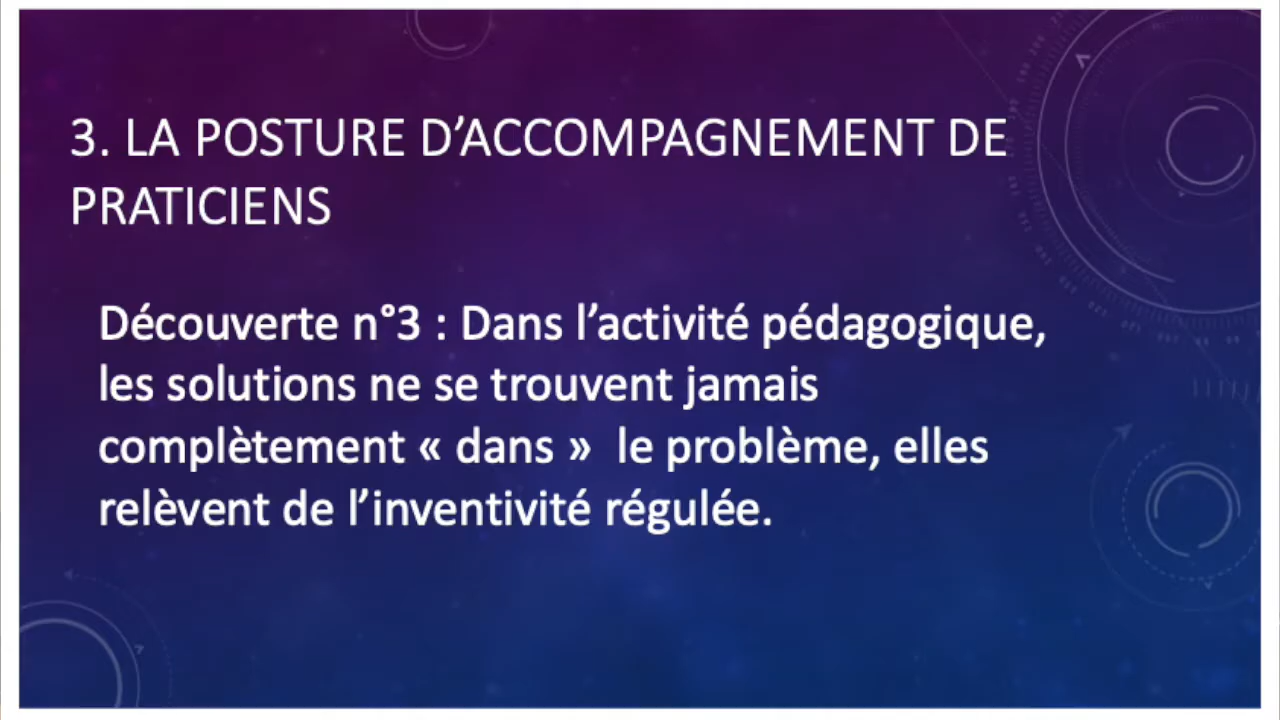 3. LA POSTURE D’ACCOMPAGNEMENT DE
PRATICIENS
Découverte n°3 : Dans l’activité pédagogique,
les solutions ne se trouvent jamais
complètement « dans »  le problème, elles
relèvent de l’inventivité régulée.